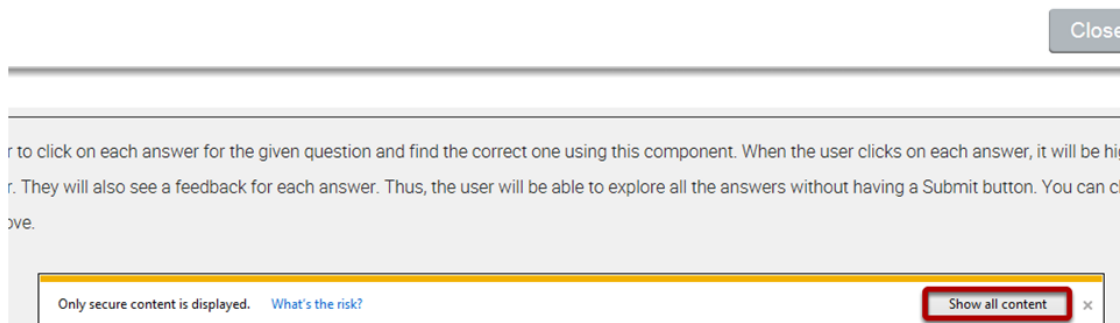 Close
r to click on each answer for the given question and find the correct one using this component. When the user clicks on each answer, it will be hi
r. They will also see a feedback for each answer. Thus, the user will be able to explore all the answers without having a Submit button. You can cl
ove.
Only secure content is displayed. What's the risk? Show all content ×